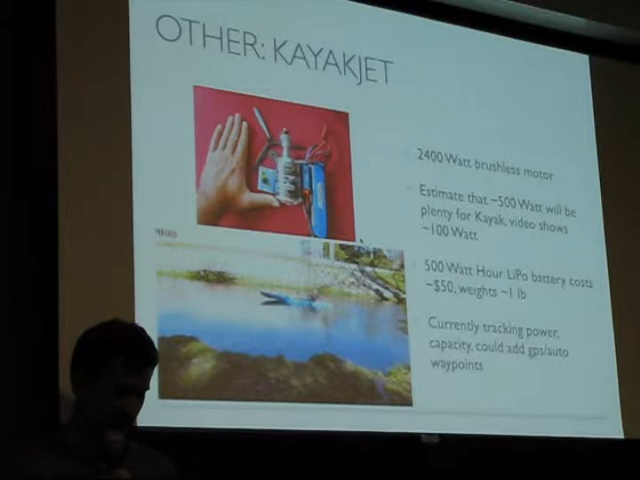 OTHER: KAYAKJET
2400 Watt brushless motor
Estimate that ~500 Watt will be
plenty for Kayak, video shows
~100 Watt
500 Watt Hour LiPo battery costs
~$50, weights ~1 lb
Currently tracking power,
capacity, could add gps/auto
waypoints